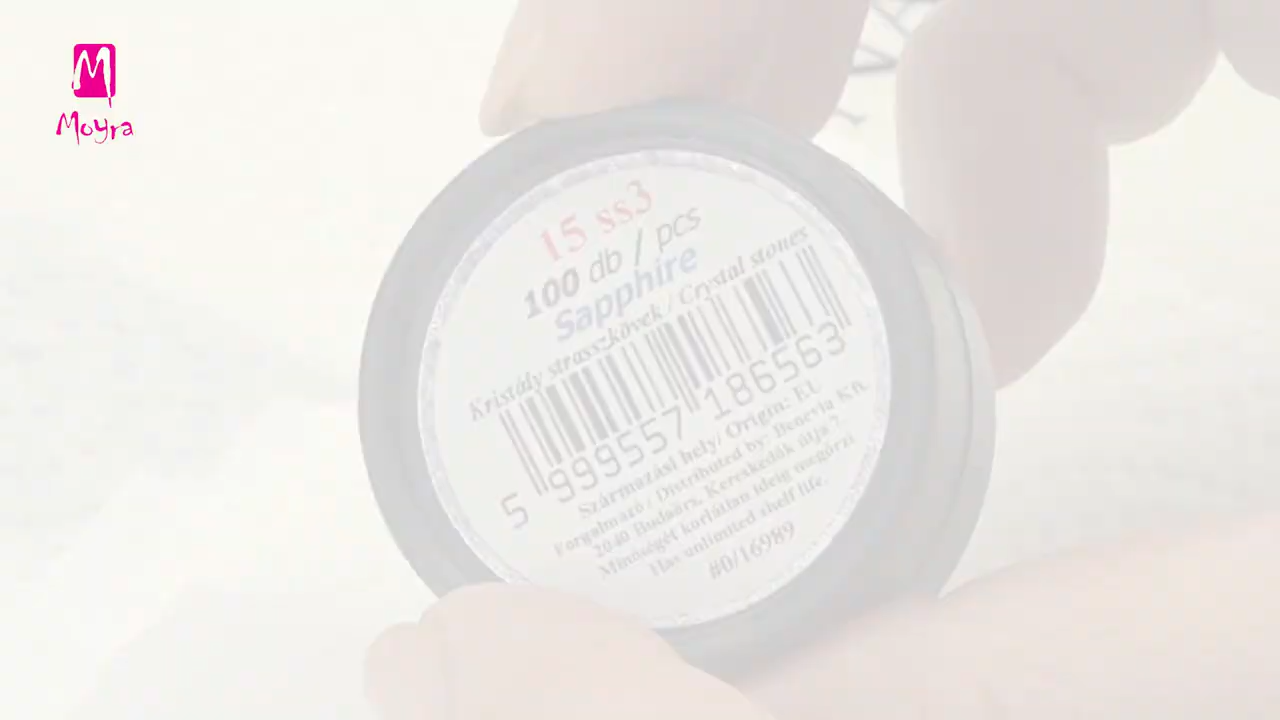 Moyra
15 ss3
100 db / pcs
Sapphire
Kristály strasszkövek / Crystal stones
5 999557 186563
Származási hely/ Origin: EU
Forgalmazó / Distributed by: Benevia Kft.
2040 Budaörs, Kereskedők útja 7.
Minőségét korlátlan ideig megőrzi
Has unlimited shelf life.
#0/16989